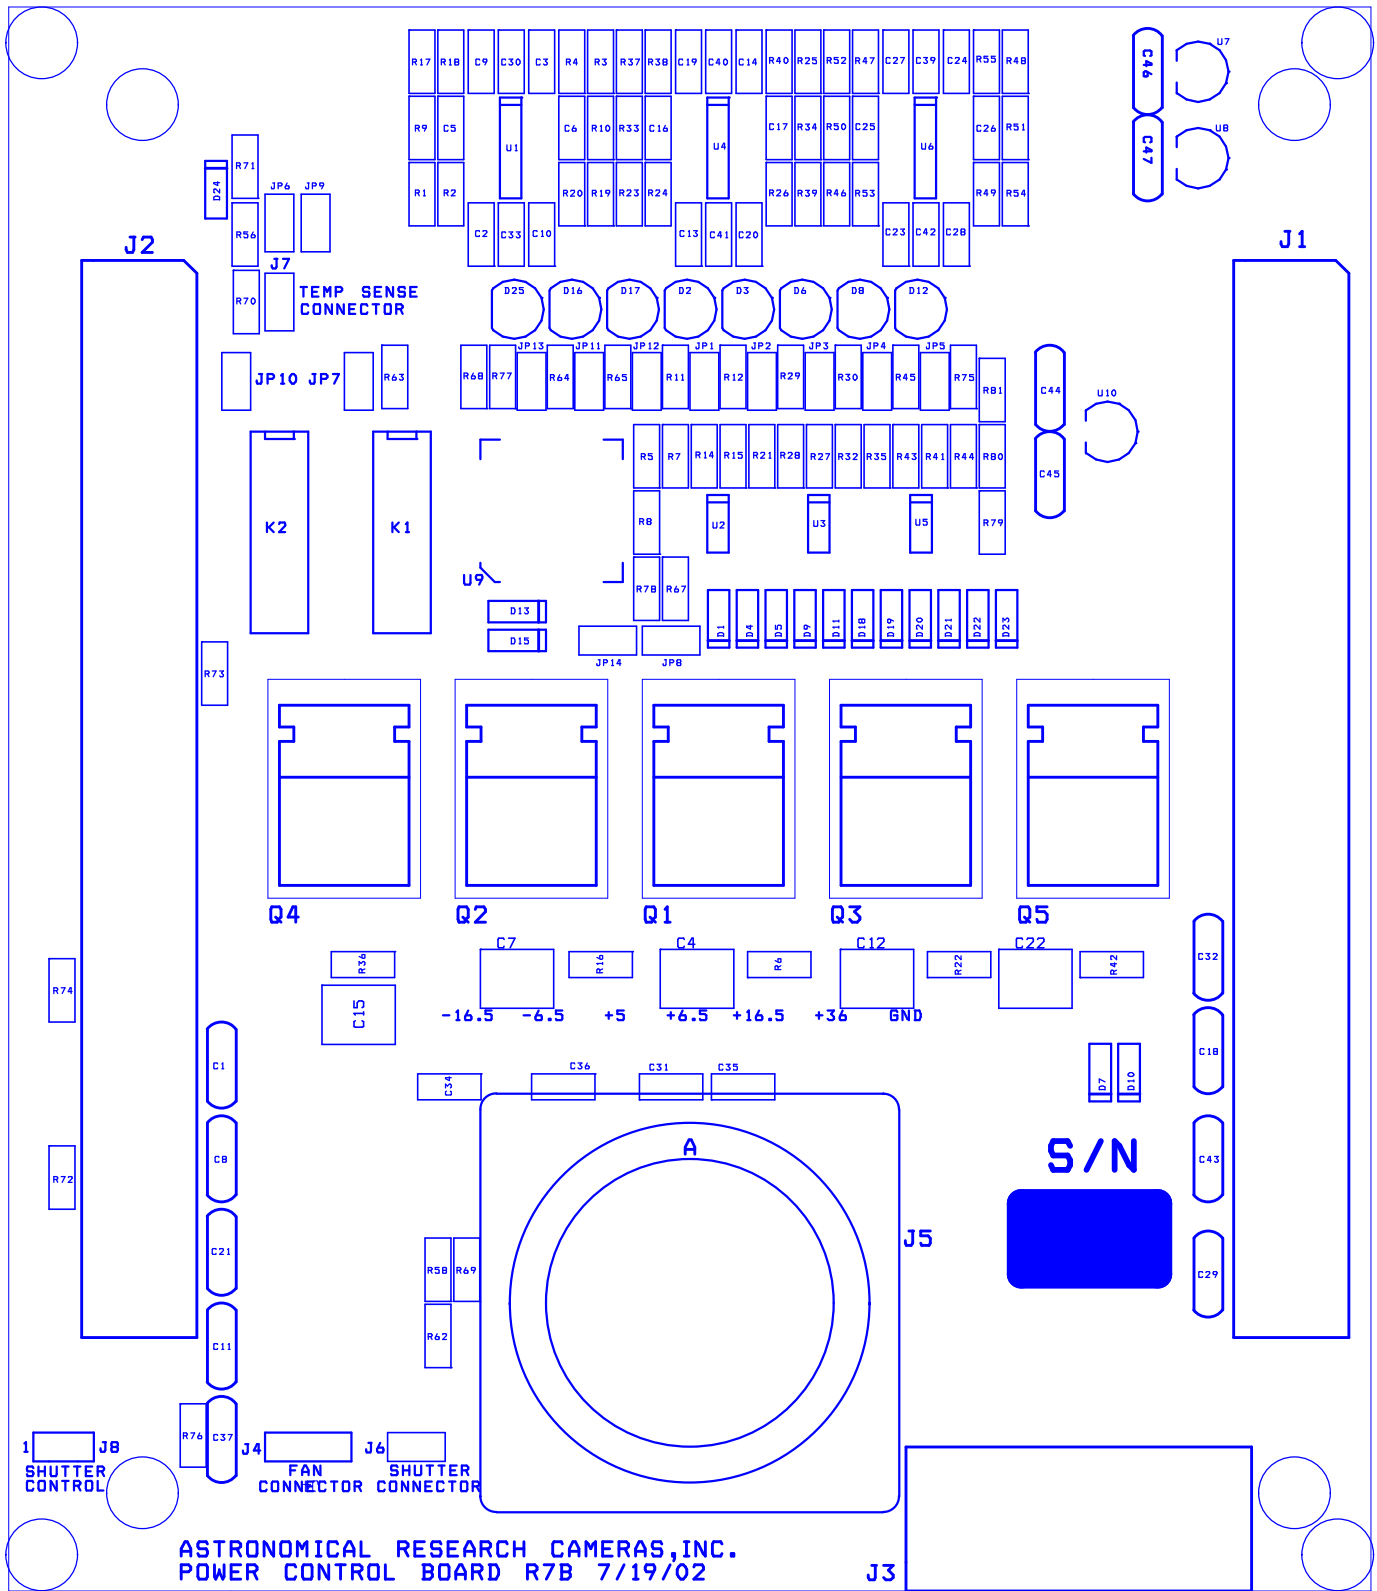 R17 R18 C9 C30 C3 R4 R3 R37 R38 C19 C40 C14 R40 R25 R52 R47 C27 C39 C24 R55 R48 C46 U7
R9 C5 U1 C6 R10 R33 C16 U4 C17 R34 R50 C25 U6 C26 R51 C47 U8
R71
D24 JP6 JP9 R1 R2 R20 R19 R23 R24 R26 R39 R46 R53 R49 R54
R56 C2 C33 C10 C13 C41 C20 C23 C42 C28
J2 J1
J7
R70 TEMP SENSE
CONNECTOR
D25 D16 D17 D2 D3 D6 D8 D12
JP13 JP11 JP12 JP1 JP2 JP3 JP4 JP5
JP10 JP7 R63 R68 R77 R64 R65 R11 R12 R29 R30 R45 R75 R81 C44 U10
R5 R7 R14 R15 R21 R28 R27 R32 R35 R43 R41 R44 R80 C45
K2 K1 R8 U2 U3 U5 R79
U9 R78 R67
D13 D1 D4 D5 D9 D11 D18 D19 D20 D21 D22 D23
D15
JP14 JP8
R73
Q4 Q2 Q1 Q3 Q5
C7 C4 C12 C22
R36 R16 R6 R22 R42 C32
R74 C15
-16.5 -6.5 +5 +6.5 +16.5 +36 GND
C1 C34 C36 C31 C35 D7 D10 C18
A S/N
R72 C8 C43
C21 J5
R58 R69 C29
R62
C11
R76 C37
1 J8 J4 J6
SHUTTER
CONTROL
FAN
CONNECTOR
SHUTTER
CONNECTOR
ASTRONOMICAL RESEARCH CAMERAS,INC.
POWER CONTROL BOARD R7B 7/19/02
J3